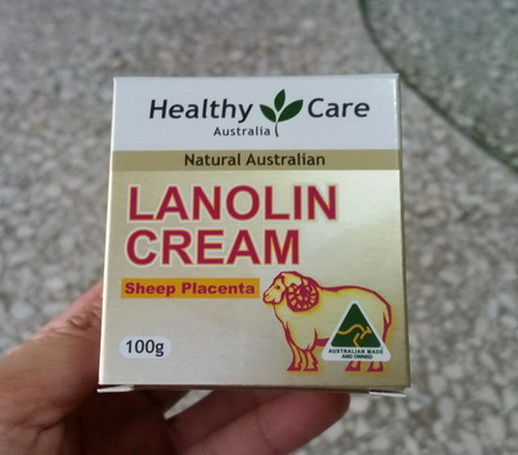 Healthy Care
Australia
Natural Australian
LANOLIN
CREAM
Sheep Placenta
100g
AUSTRALIAN MADE
AND OWNED